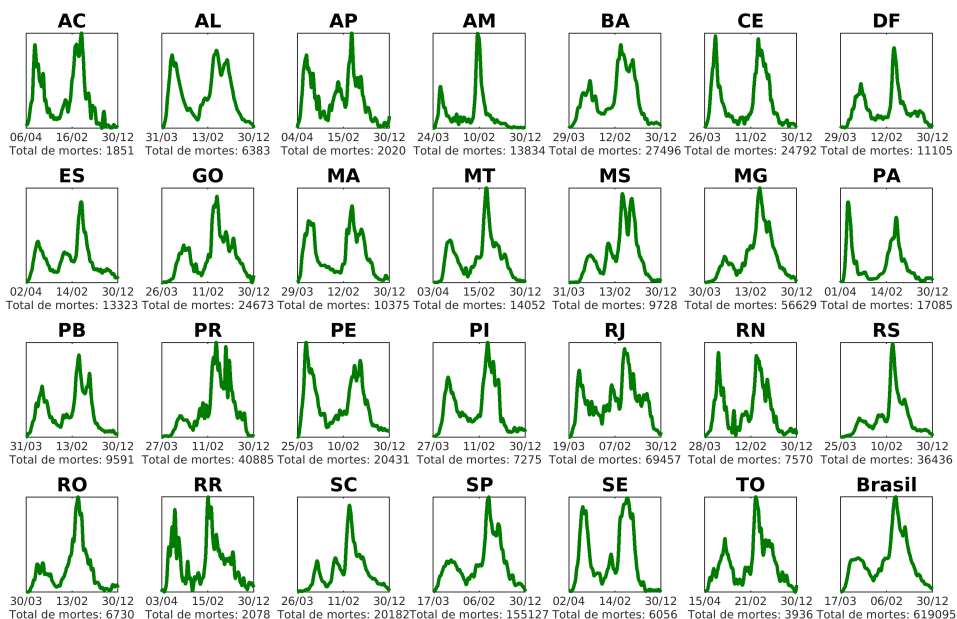 AC AL AP AM BA CE DF
06/04 16/02 30/12 31/03 13/02 30/12 04/04 15/02 30/12 24/03 10/02 30/12 29/03 12/02 30/12 26/03 11/02 30/12 29/03 12/02 30/12
Total de mortes: 1851 Total de mortes: 6383 Total de mortes: 2020 Total de mortes: 13834 Total de mortes: 27496 Total de mortes: 24792 Total de mortes: 11105
ES GO MA MT MS MG PA
02/04 14/02 30/12 26/03 11/02 30/12 29/03 12/02 30/12 03/04 15/02 30/12 31/03 13/02 30/12 30/03 13/02 30/12 01/04 14/02 30/12
Total de mortes: 13323 Total de mortes: 24673 Total de mortes: 10375 Total de mortes: 14052 Total de mortes: 9728 Total de mortes: 56629 Total de mortes: 17085
PB PR PE PI RJ RN RS
31/03 13/02 30/12 27/03 11/02 30/12 25/03 10/02 30/12 27/03 11/02 30/12 19/03 07/02 30/12 28/03 12/02 30/12 25/03 10/02 30/12
Total de mortes: 9591 Total de mortes: 40885 Total de mortes: 20431 Total de mortes: 7275 Total de mortes: 69457 Total de mortes: 7570 Total de mortes: 36436
RO RR SC SP SE TO Brasil
30/03 13/02 30/12 03/04 15/02 30/12 26/03 11/02 30/12 17/03 06/02 30/12 02/04 14/02 30/12 15/04 21/02 30/12 17/03 06/02 30/12
Total de mortes: 6730 Total de mortes: 2078 Total de mortes: 20182 Total de mortes: 155127 Total de mortes: 6056 Total de mortes: 3936 Total de mortes: 619095